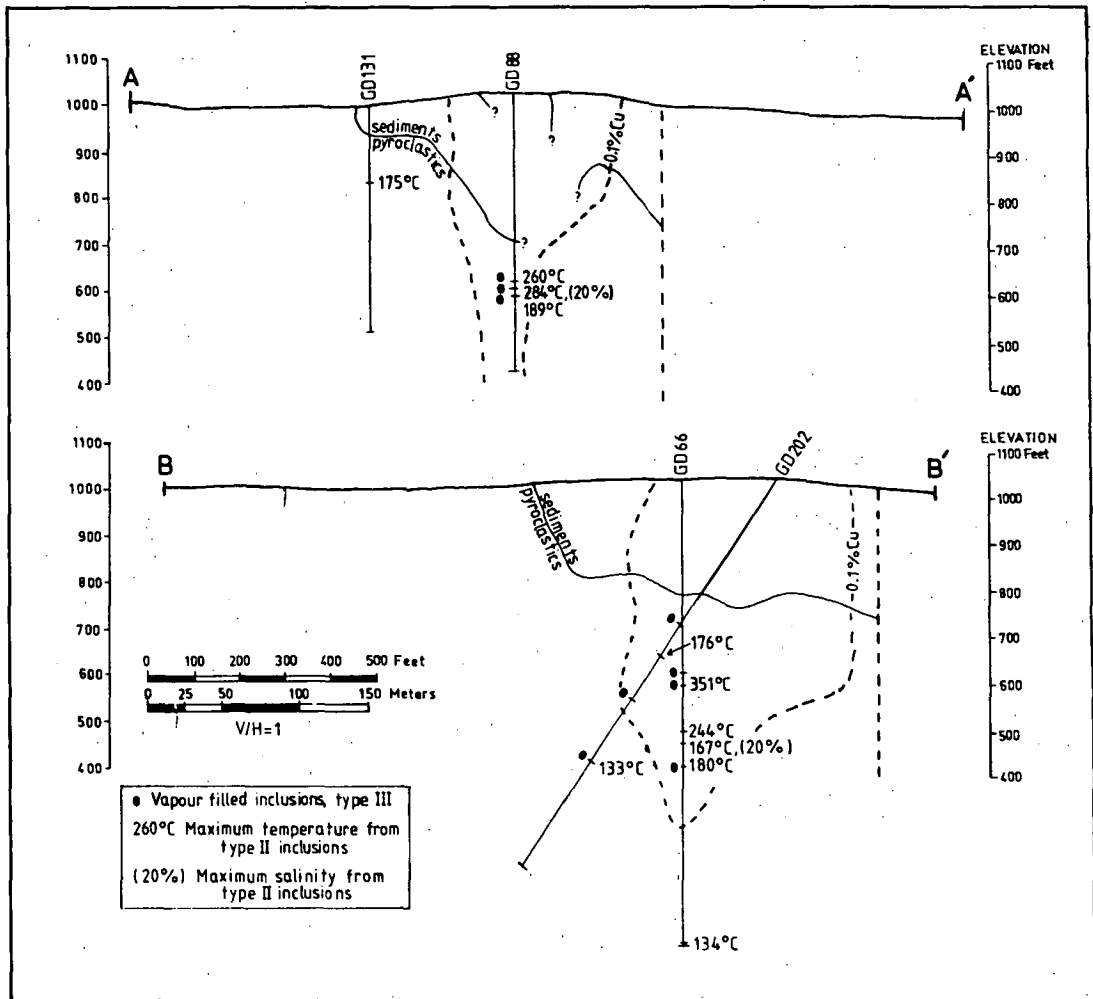 A
GD131
GD88
A′
ELEVATION
1100 Feet
1100
1000
900
800
700
600
500
400
1000
900
800
700
600
500
400
sediments
pyroclastics
?
?
0.1%Cu
?
?
175°C
260°C
284°C,(20%)
189°C
B
GD66
GD202
B′
ELEVATION
1100 Feet
1100
1000
900
800
700
600
500
400
1000
900
800
700
600
500
400
sediments
pyroclastics
0.1%Cu
176°C
351°C
244°C
167°C,(20%)
180°C
133°C
134°C
0 100 200 300 400 500 Feet
0 25 50 100 150 Meters
V/H=1
Vapour filled inclusions, type III
260°C Maximum temperature from
type II inclusions
(20%) Maximum salinity from
type II inclusions